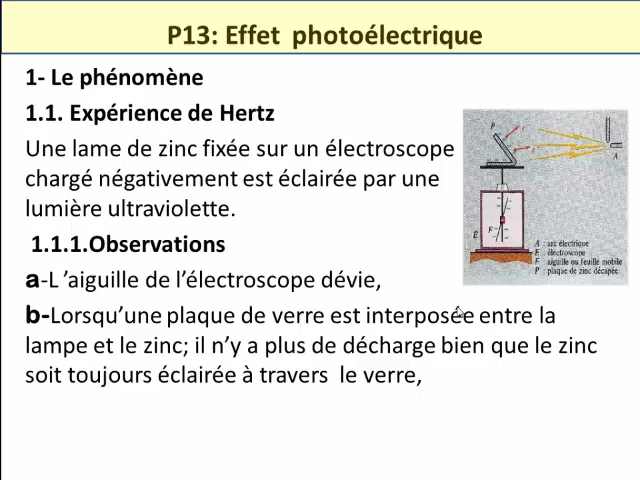 P13: Effet photoélectrique
1- Le phénomène
1.1. Expérience de Hertz
Une lame de zinc fixée sur un électroscope
chargé négativement est éclairée par une
lumière ultraviolette.
1.1.1.Observations
a-L ’aiguille de l’électroscope dévie,
b-Lorsqu’une plaque de verre est interposée entre la
lampe et le zinc; il n’y a plus de décharge bien que le zinc
soit toujours éclairée à travers le verre,
P
A
F
E
A : arc électrique
E : électroscope
F : aiguille ou feuille mobile
P : plaque de zinc décapée